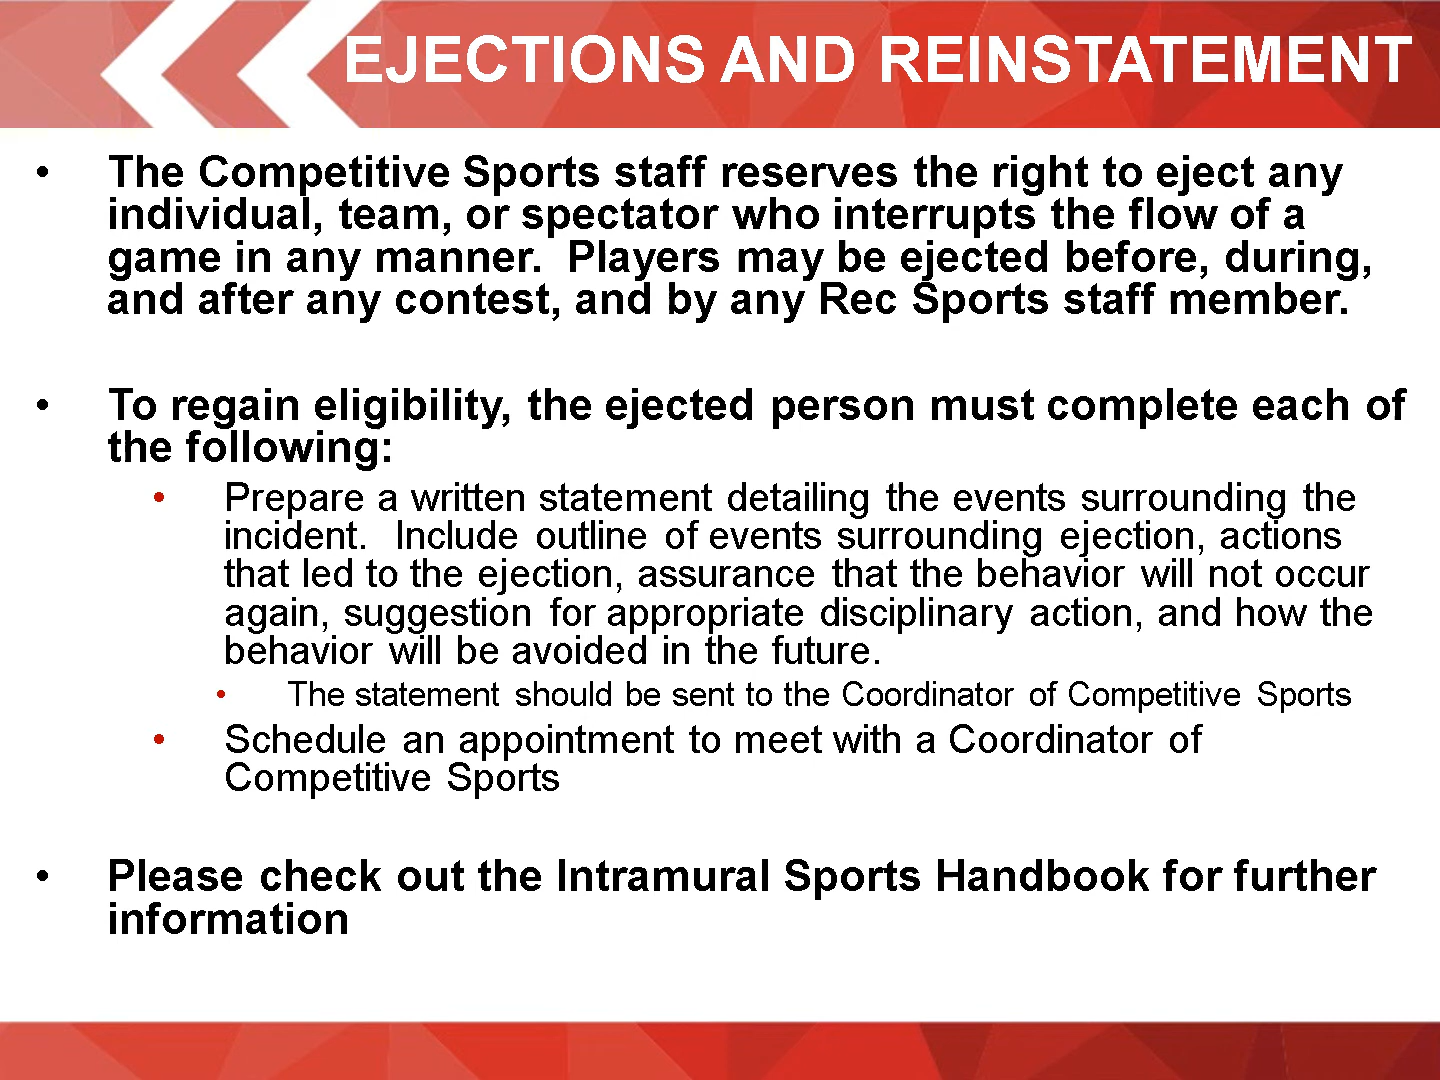 EJECTIONS AND REINSTATEMENT
• The Competitive Sports staff reserves the right to eject any
individual, team, or spectator who interrupts the flow of a
game in any manner.  Players may be ejected before, during,
and after any contest, and by any Rec Sports staff member.
• To regain eligibility, the ejected person must complete each of
the following:
• Prepare a written statement detailing the events surrounding the
incident.  Include outline of events surrounding ejection, actions
that led to the ejection, assurance that the behavior will not occur
again, suggestion for appropriate disciplinary action, and how the
behavior will be avoided in the future.
• The statement should be sent to the Coordinator of Competitive Sports
• Schedule an appointment to meet with a Coordinator of
Competitive Sports
• Please check out the Intramural Sports Handbook for further
information